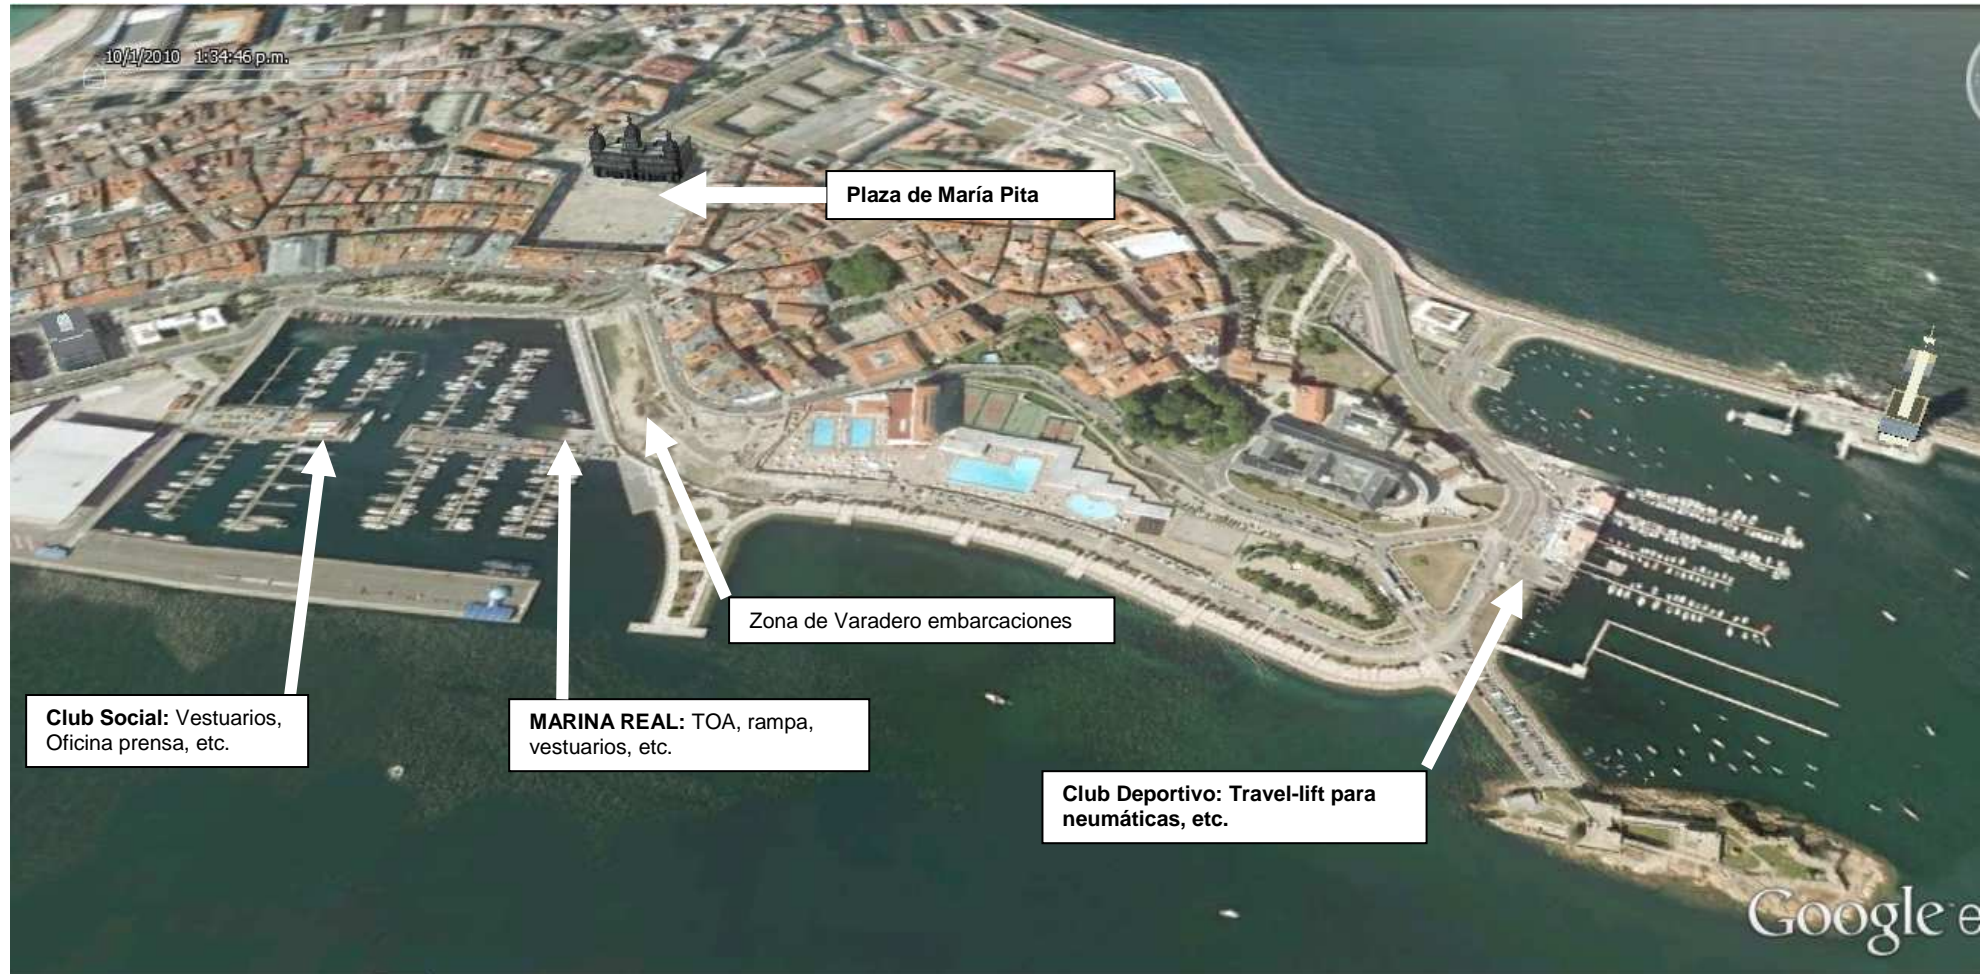 10/1/2010 1:34:46 p.m.
Plaza de María Pita
Zona de Varadero embarcaciones
Club Social: Vestuarios,
Oficina prensa, etc.
MARINA REAL: TOA, rampa,
vestuarios, etc.
Club Deportivo: Travel-lift para
neumáticas, etc.
Google e